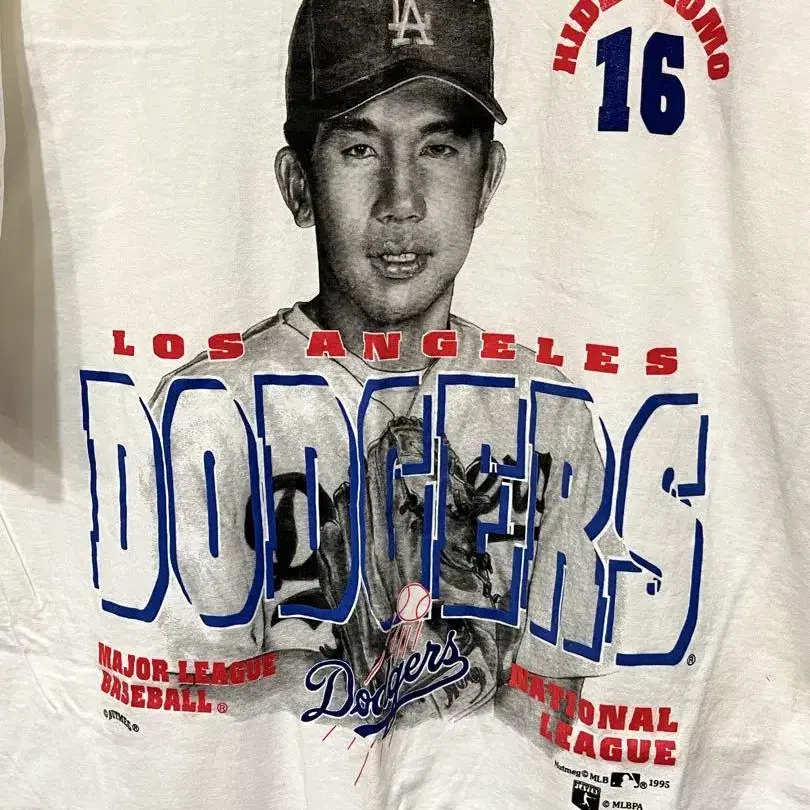 LA
HIDEO NOMO
16
LOS ANGELES
DODGERS®
MAJOR LEAGUE
BASEBALL®
©NUTMEG®
Dodgers
NATIONAL
LEAGUE
Nutmeg © MLB ® 1995
© MLBPA